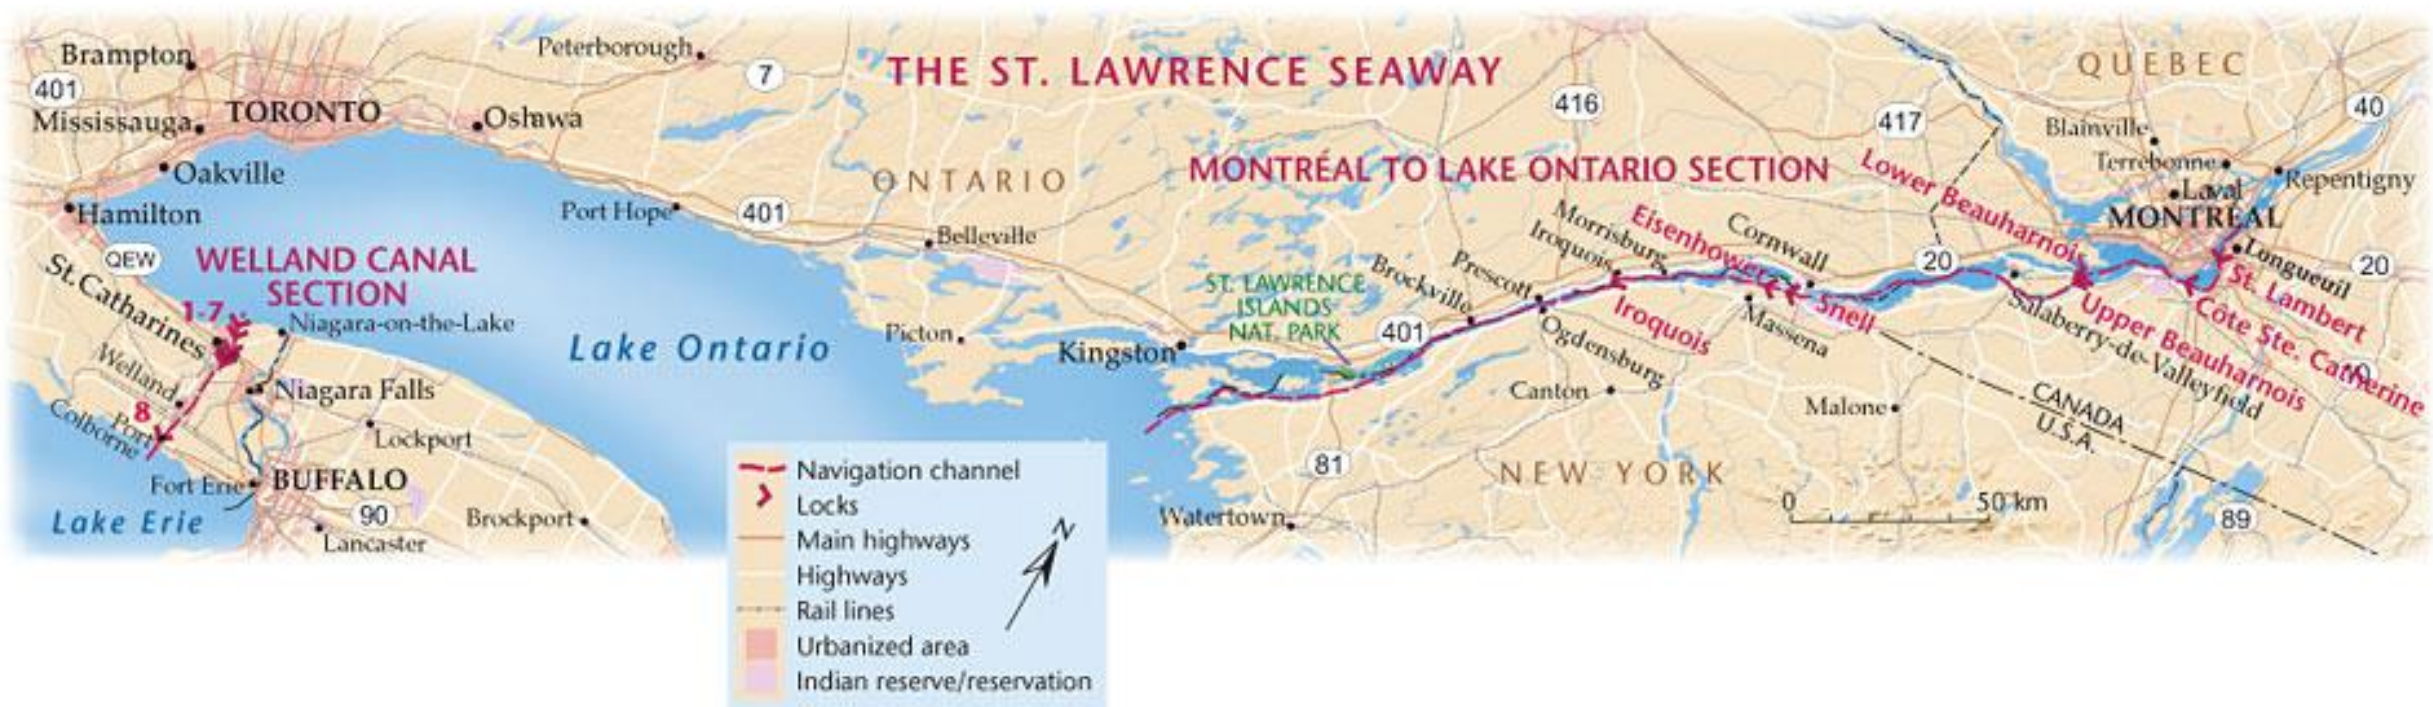 THE ST. LAWRENCE SEAWAY
Brampton
401
Mississauga
TORONTO
Oshawa
Peterborough
7
Oakville
Hamilton
QEW
WELLAND CANAL
SECTION
St. Catharines
1-7
Niagara-on-the-Lake
Welland
8
Port
Colborne
Niagara Falls
Lockport
Fort Erie
BUFFALO
90
Lancaster
Brockport
Lake Erie
Lake Ontario
Port Hope
401
ONTARIO
Belleville
Picton
Kingston
ST. LAWRENCE
ISLANDS
NAT. PARK
401
81
Watertown
MONTRÉAL TO LAKE ONTARIO SECTION
416
417
Brockville
Prescott
Iroquois
Morrisburg
Eisenhower
Cornwall
Ogdensburg
Iroquois
Massena
Snell
Canton
Malone
NEW YORK
Lower Beauharnois
20
Salaberry-de-Valleyfield
Upper Beauharnois
QUEBEC
40
Blainville
Terrebonne
Repentigny
Laval
MONTRÉAL
Longueuil
20
St. Lambert
Côte Ste. Catherine
CANADA
U.S.A.
89
0
50 km
Navigation channel
Locks
Main highways
Highways
Rail lines
Urbanized area
Indian reserve/reservation
N